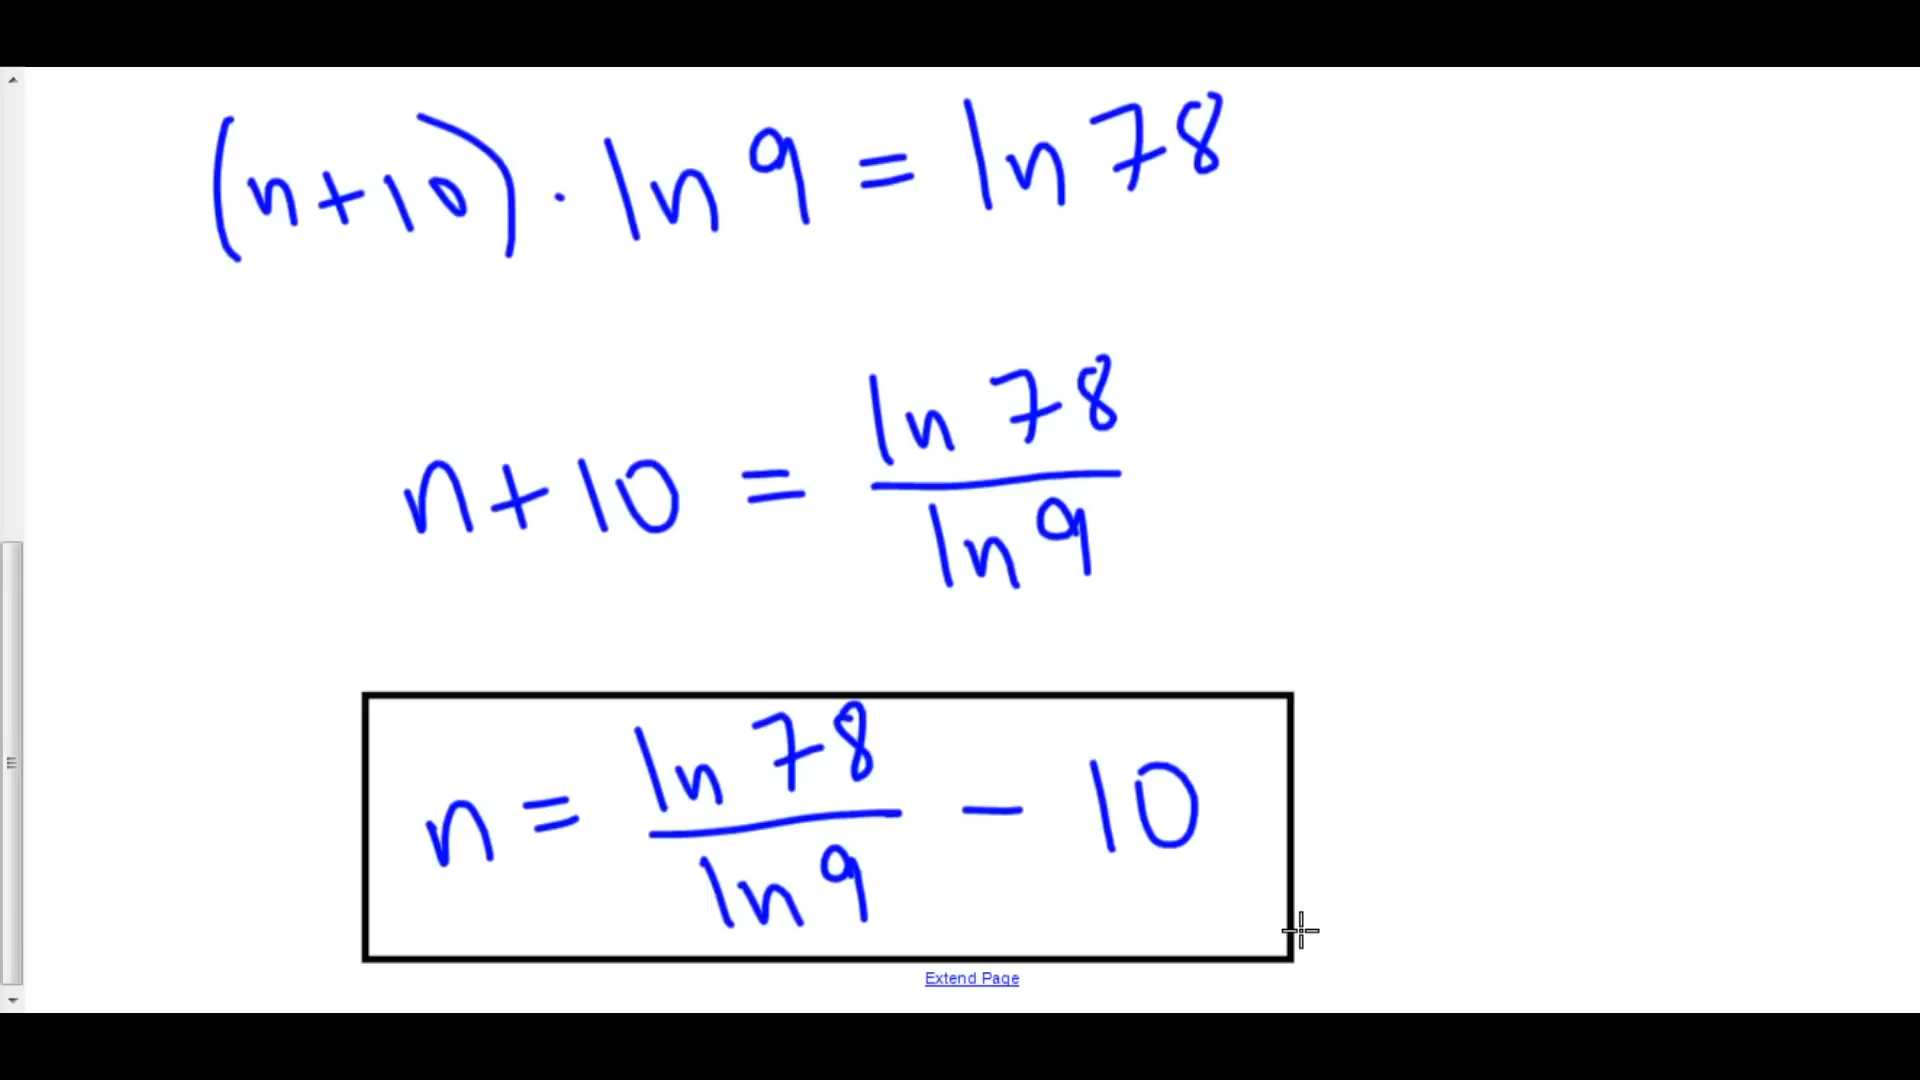 (n+10) · ln 9 = ln 78
n+10 = ln 78 / ln 9
n = ln 78 / ln 9 − 10
Extend Page